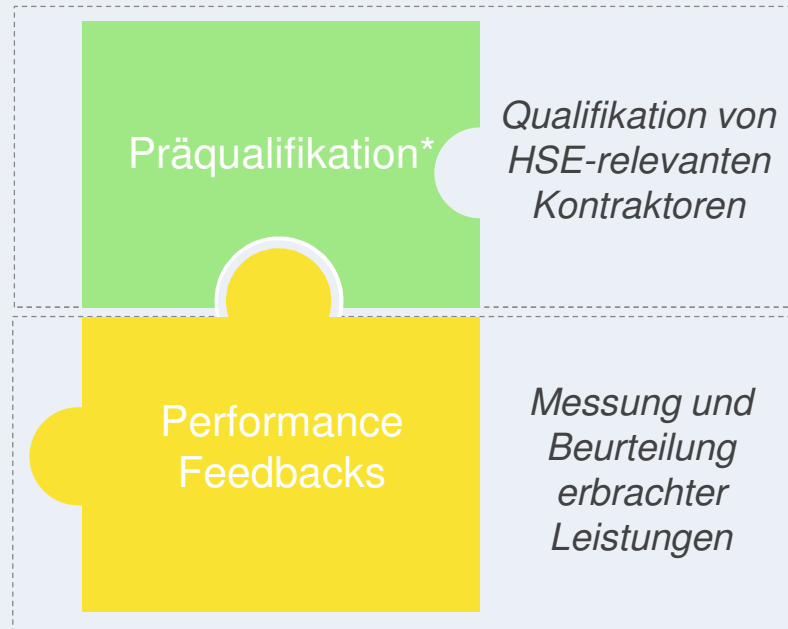 Präqualifikation*
Qualifikation von
HSE-relevanten
Kontraktoren
Performance
Feedbacks
Messung und
Beurteilung
erbrachter
Leistungen